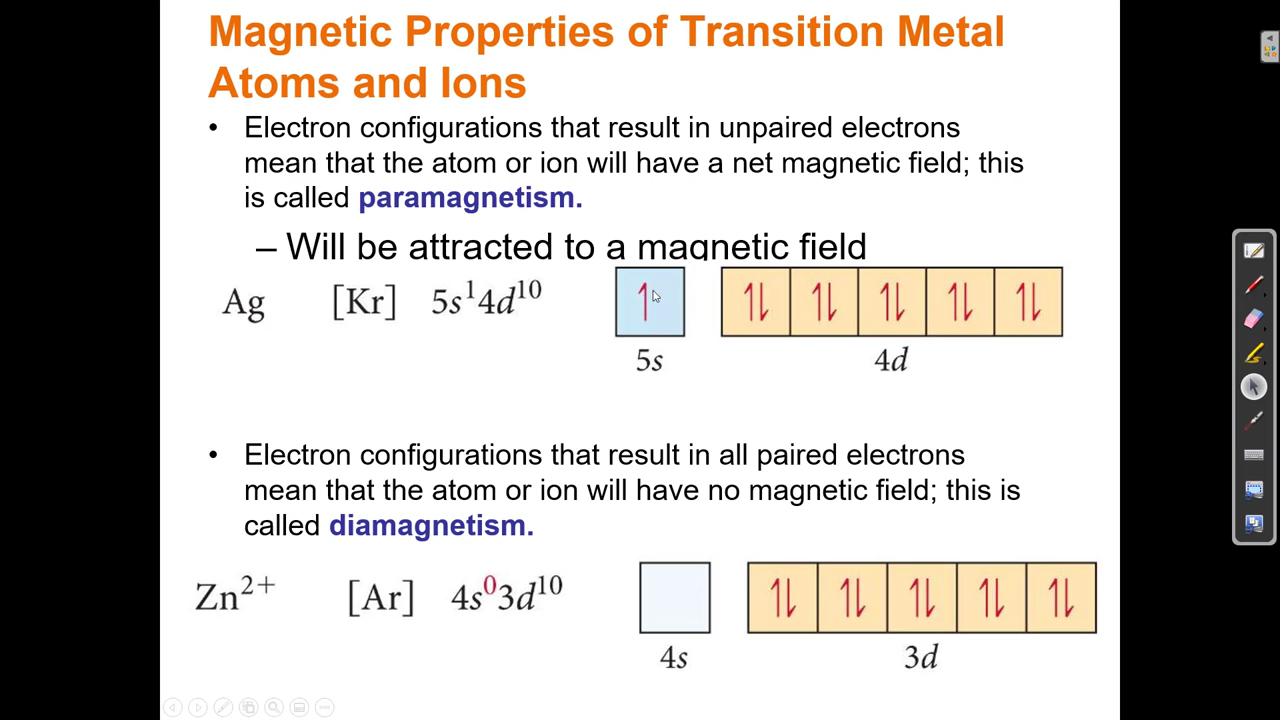 Magnetic Properties of Transition Metal
Atoms and Ions
• Electron configurations that result in unpaired electrons
mean that the atom or ion will have a net magnetic field; this
is called paramagnetism.
– Will be attracted to a magnetic field
Ag [Kr] 5s¹4d¹⁰ ↿ ↿⇂ ↿⇂ ↿⇂ ↿⇂ ↿⇂
5s 4d
• Electron configurations that result in all paired electrons
mean that the atom or ion will have no magnetic field; this is
called diamagnetism.
Zn²⁺ [Ar] 4s⁰3d¹⁰ ↿⇂ ↿⇂ ↿⇂ ↿⇂ ↿⇂
4s 3d